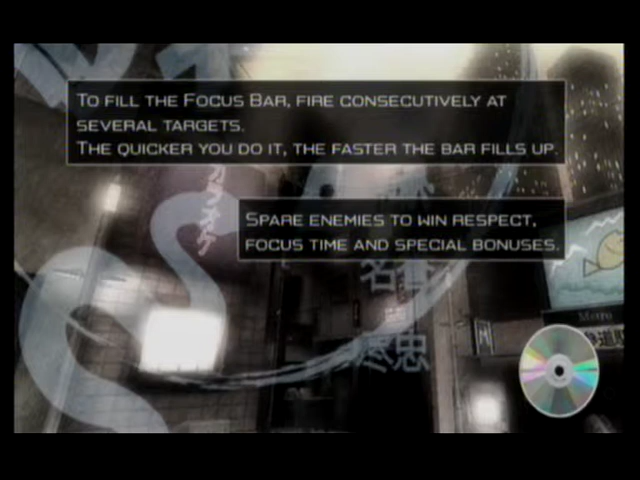 To fill the Focus Bar, fire consecutively at
several targets.
The quicker you do it, the faster the bar fills up.
Spare enemies to win respect,
focus time and special bonuses.
Metro